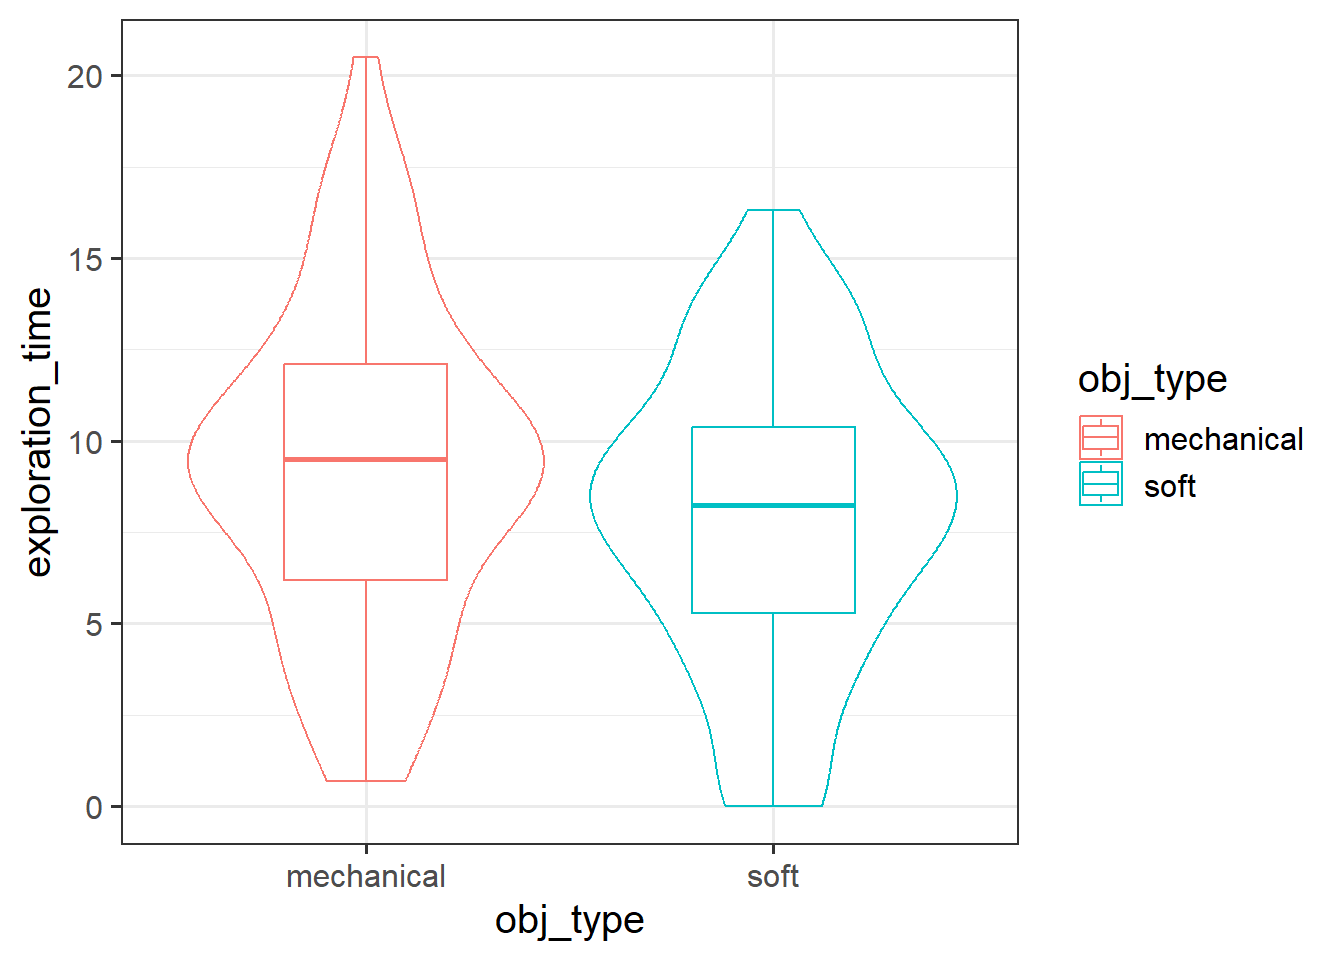 exploration_time
20
15
10
5
0
mechanical
soft
obj_type
obj_type
mechanical
soft